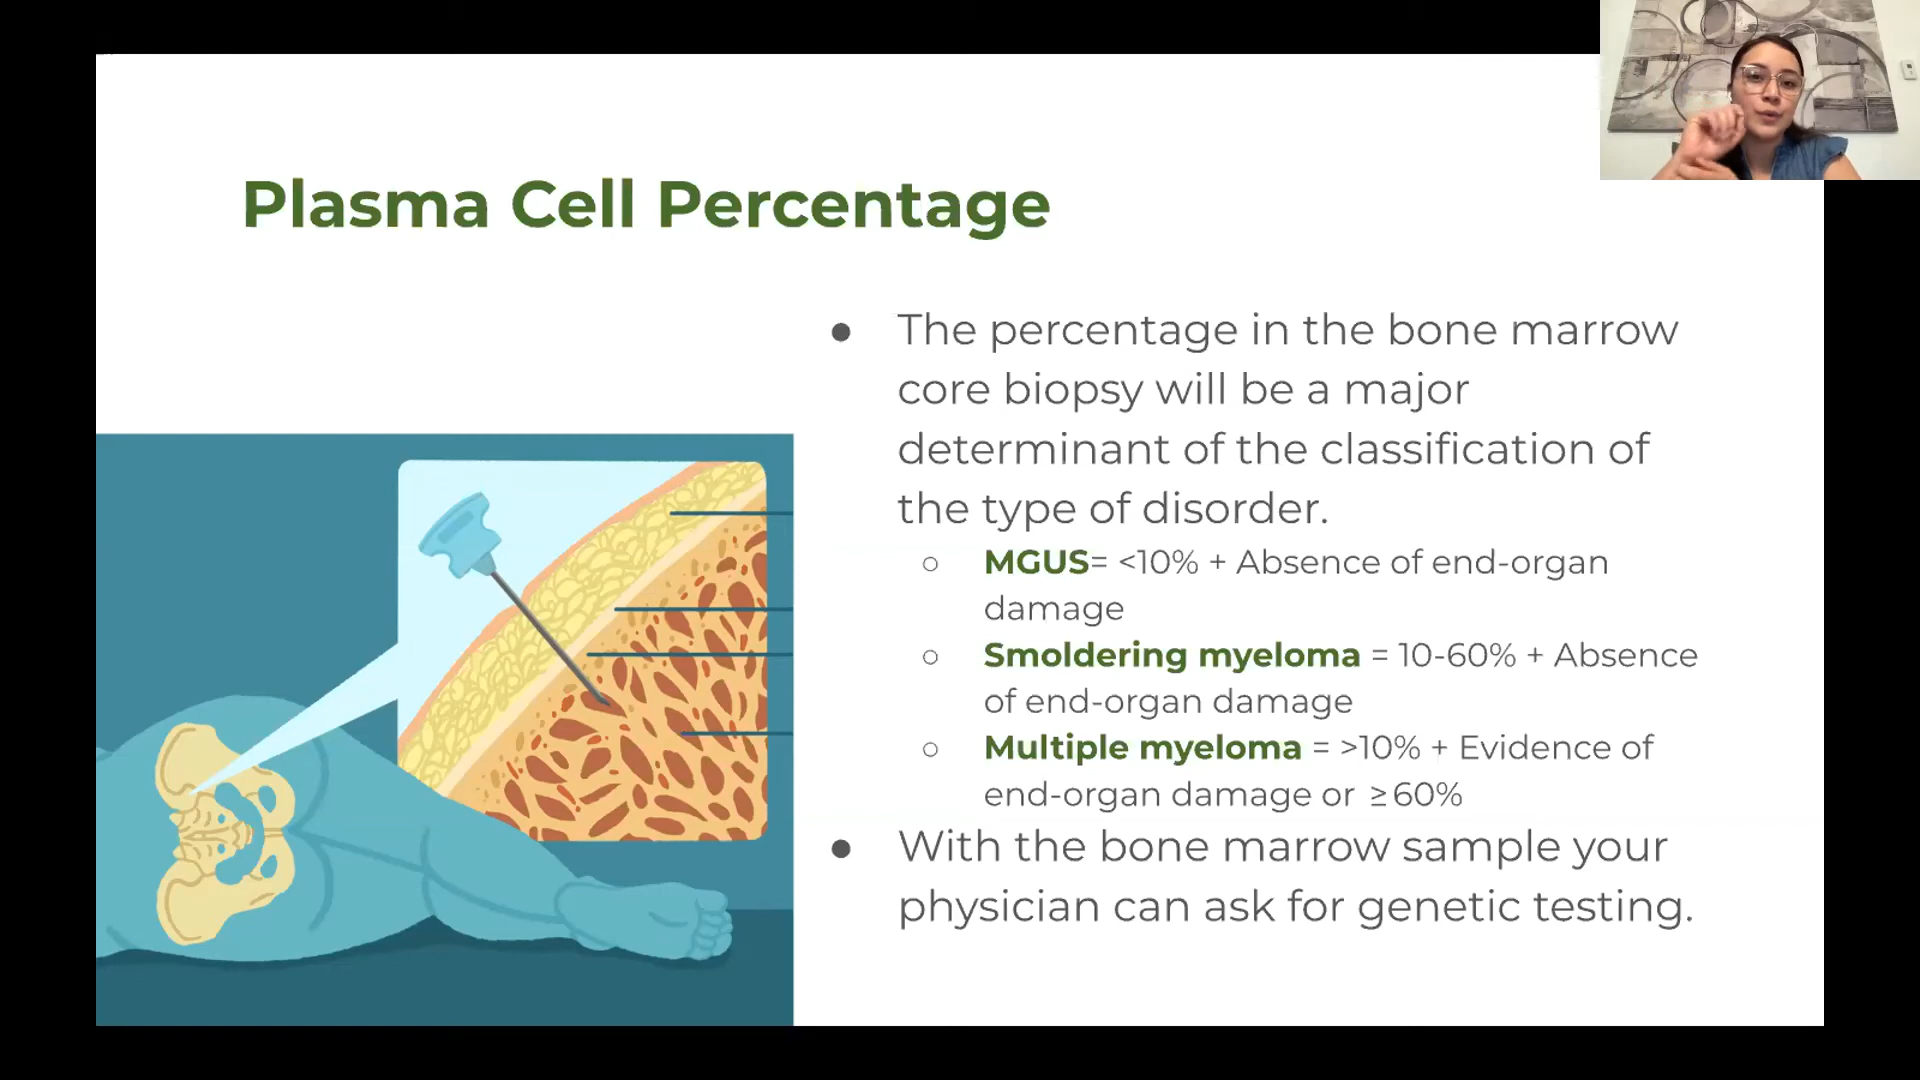 Plasma Cell Percentage
● The percentage in the bone marrow
core biopsy will be a major
determinant of the classification of
the type of disorder.
○ MGUS= <10% + Absence of end-organ
damage
○ Smoldering myeloma = 10-60% + Absence
of end-organ damage
○ Multiple myeloma = >10% + Evidence of
end-organ damage or ≥60%
● With the bone marrow sample your
physician can ask for genetic testing.